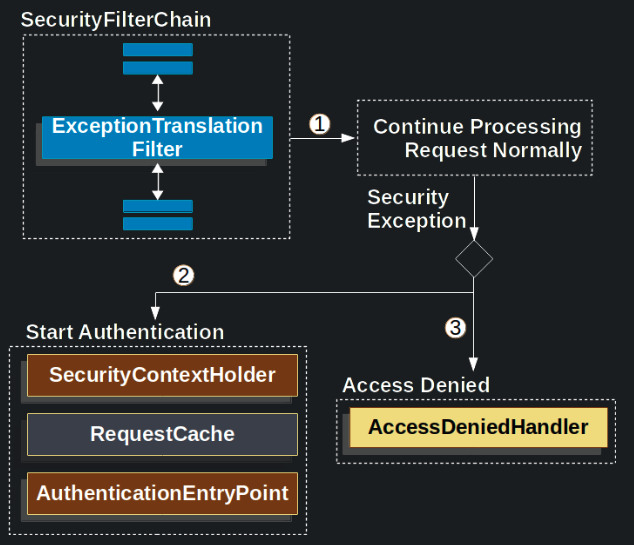 SecurityFilterChain
ExceptionTranslation
Filter
1
Continue Processing
Request Normally
Security
Exception
2
3
Start Authentication
SecurityContextHolder
RequestCache
AuthenticationEntryPoint
Access Denied
AccessDeniedHandler